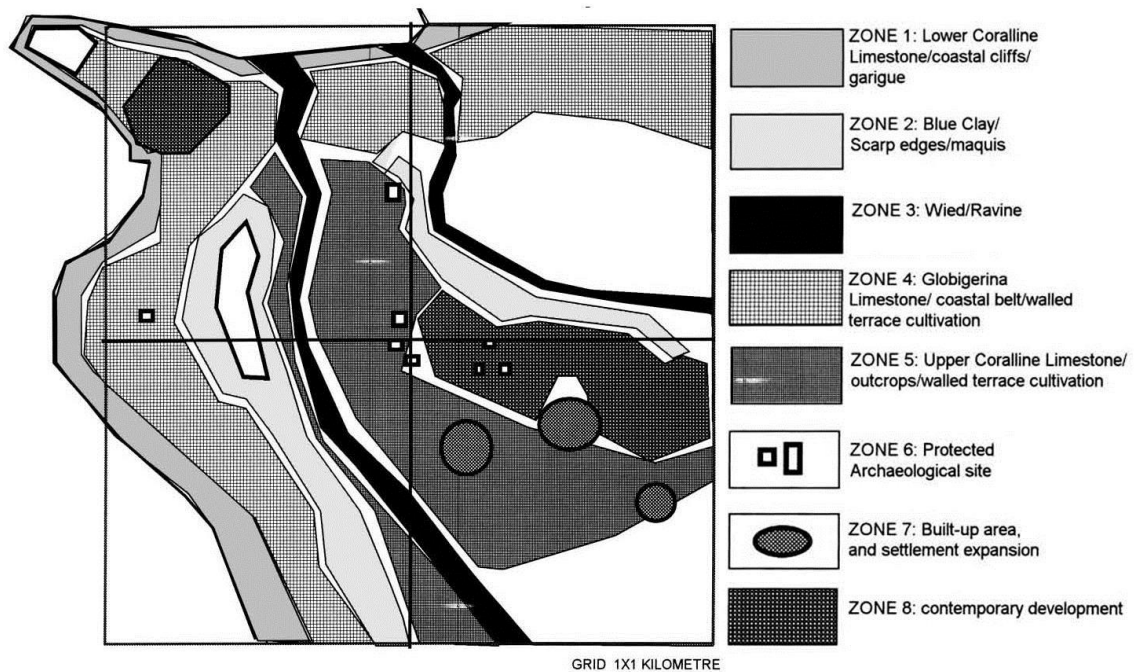 ZONE 1: Lower Coralline
Limestone/coastal cliffs/
garigue
ZONE 2: Blue Clay/
Scarp edges/maquis
ZONE 3: Wied/Ravine
ZONE 4: Globigerina
Limestone/ coastal belt/walled
terrace cultivation
ZONE 5: Upper Coralline Limestone/
outcrops/walled terrace cultivation
ZONE 6: Protected
Archaeological site
ZONE 7: Built-up area,
and settlement expansion
ZONE 8: contemporary development
GRID 1X1 KILOMETRE